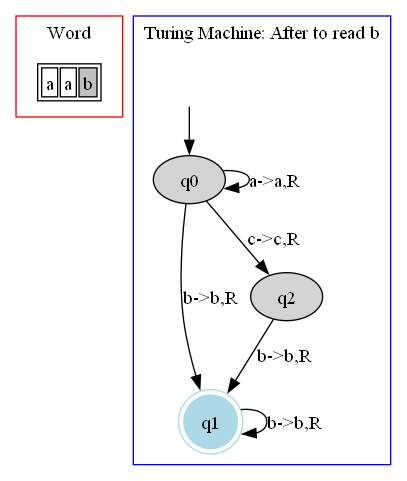 Word
a a b
Turing Machine: After to read b
q0
a->a,R
c->c,R
b->b,R
q2
b->b,R
q1
b->b,R